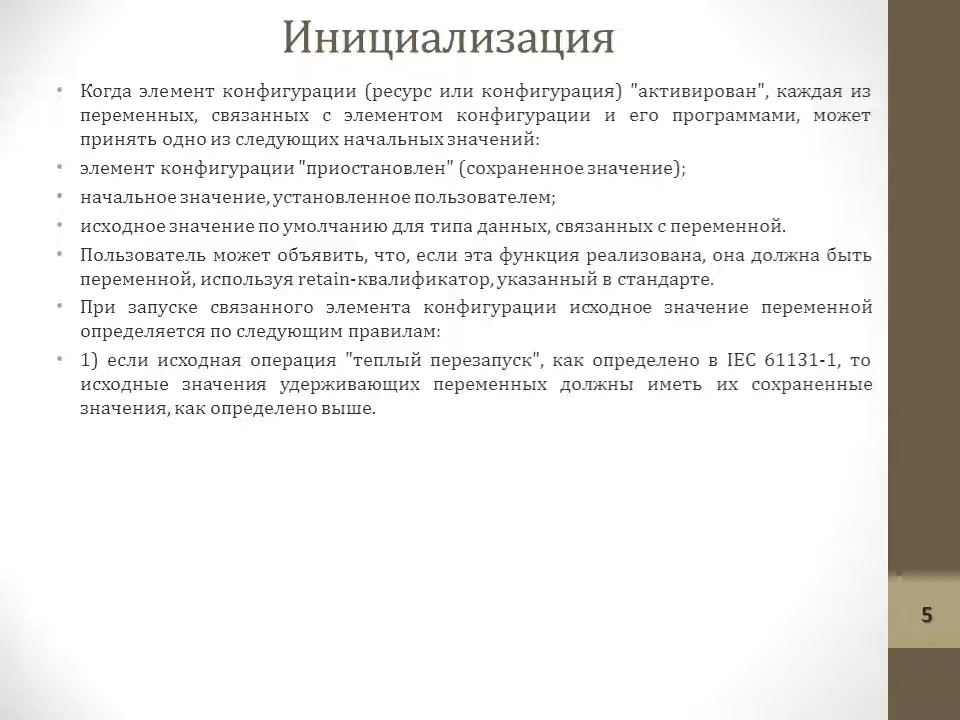 Инициализация
• Когда элемент конфигурации (ресурс или конфигурация) "активирован", каждая из
переменных, связанных с элементом конфигурации и его программами, может
принять одно из следующих начальных значений:
• элемент конфигурации "приостановлен" (сохраненное значение);
• начальное значение, установленное пользователем;
• исходное значение по умолчанию для типа данных, связанных с переменной.
• Пользователь может объявить, что, если эта функция реализована, она должна быть
переменной, используя retain-квалификатор, указанный в стандарте.
• При запуске связанного элемента конфигурации исходное значение переменной
определяется по следующим правилам:
• 1) если исходная операция "теплый перезапуск", как определено в IEC 61131-1, то
исходные значения удерживающих переменных должны иметь их сохраненные
значения, как определено выше.
5